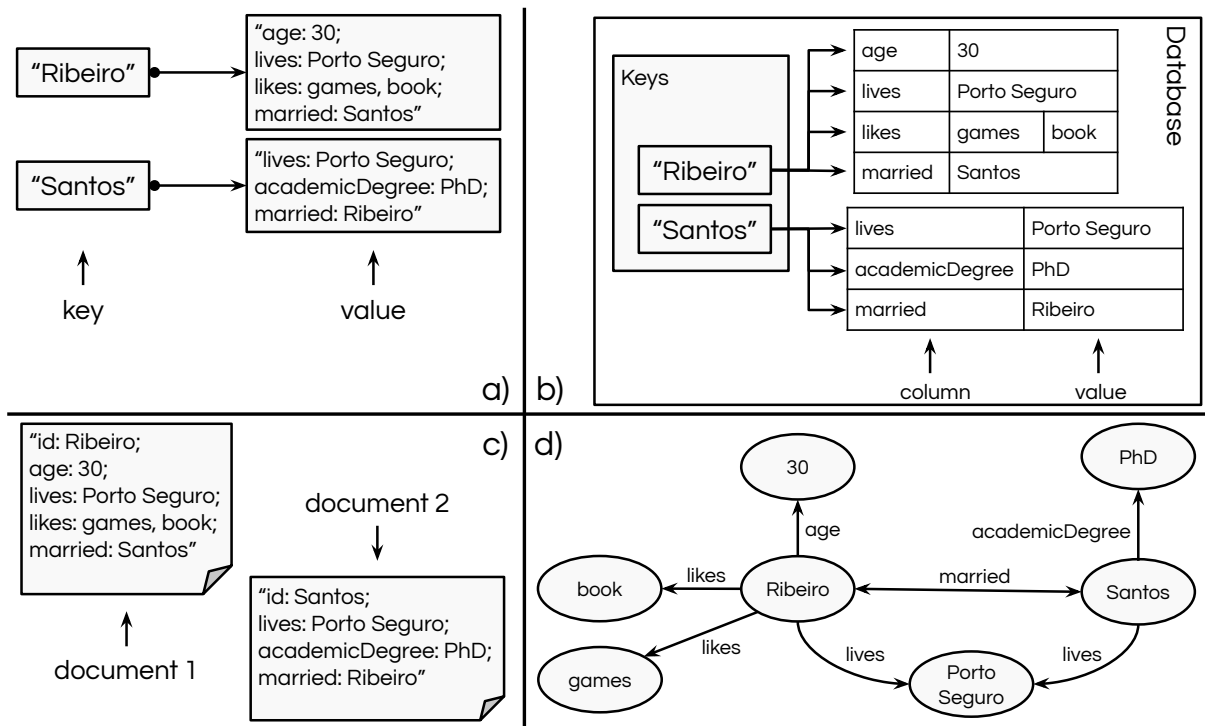 “Ribeiro”
“age: 30;
lives: Porto Seguro;
likes: games, book;
married: Santos”
“Santos”
“lives: Porto Seguro;
academicDegree: PhD;
married: Ribeiro”
key
value
a)
Database
Keys
“Ribeiro”
“Santos”
age 30
lives Porto Seguro
likes games book
married Santos
lives Porto Seguro
academicDegree PhD
married Ribeiro
column
value
b)
“id: Ribeiro;
age: 30;
lives: Porto Seguro;
likes: games, book;
married: Santos”
document 1
c)
document 2
“id: Santos;
lives: Porto Seguro;
academicDegree: PhD;
married: Ribeiro”
d)
30
PhD
age
academicDegree
book
likes
Ribeiro
married
Santos
likes
games
lives
lives
Porto
Seguro